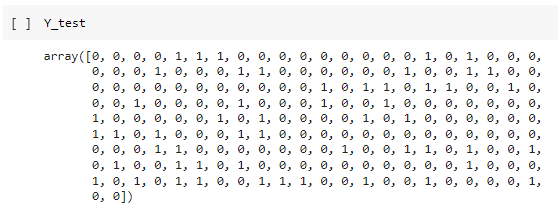 [ ] Y_test
array([0, 0, 0, 0, 1, 1, 1, 0, 0, 0, 0, 0, 0, 0, 0, 0, 1, 0, 1, 0, 0, 0,
0, 0, 0, 1, 0, 0, 0, 1, 1, 0, 0, 0, 0, 0, 0, 1, 0, 0, 1, 1, 0, 0,
0, 0, 0, 0, 0, 0, 0, 0, 0, 0, 0, 1, 0, 1, 1, 0, 1, 1, 0, 0, 1, 0,
0, 0, 1, 0, 0, 0, 0, 1, 0, 0, 0, 1, 0, 0, 1, 0, 0, 0, 0, 0, 0, 0,
1, 0, 0, 0, 0, 0, 1, 0, 1, 0, 0, 0, 0, 1, 0, 1, 0, 0, 0, 0, 0, 0,
1, 1, 0, 1, 0, 0, 0, 1, 1, 0, 0, 0, 0, 0, 0, 0, 0, 0, 0, 0, 0, 0,
0, 0, 0, 1, 1, 0, 0, 0, 0, 0, 0, 0, 1, 0, 0, 1, 1, 0, 1, 0, 0, 1,
0, 1, 0, 0, 1, 1, 0, 1, 0, 0, 0, 0, 0, 0, 0, 0, 0, 0, 1, 0, 0, 0,
1, 0, 1, 0, 1, 1, 0, 0, 1, 1, 1, 0, 0, 1, 0, 0, 1, 0, 0, 0, 0, 1,
0, 0])